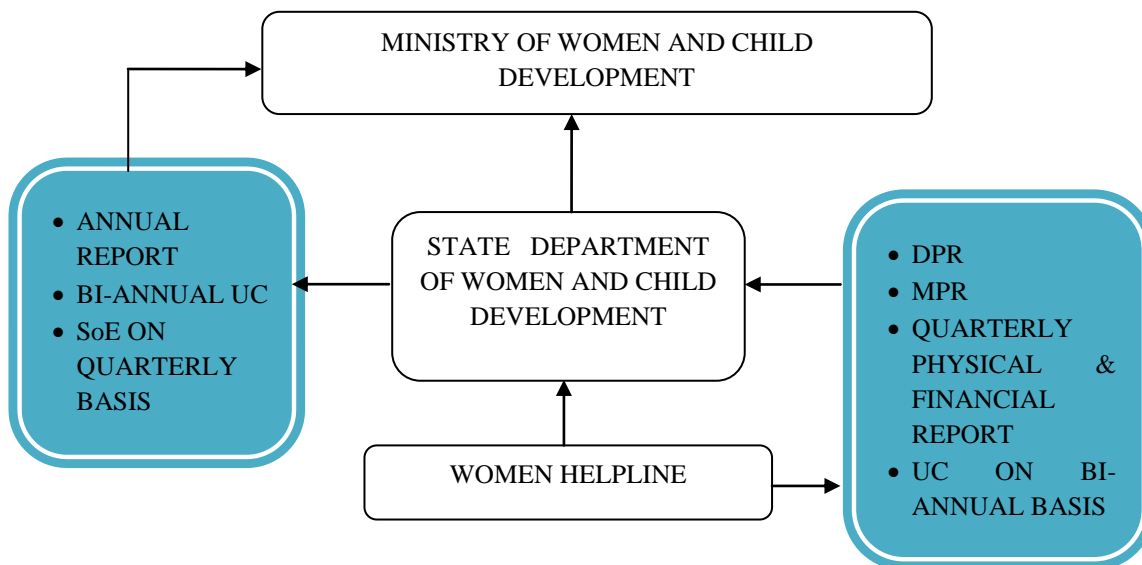 MINISTRY OF WOMEN AND CHILD
DEVELOPMENT
• ANNUAL
REPORT
• BI-ANNUAL UC
• SoE ON
QUARTERLY
BASIS
STATE DEPARTMENT
OF WOMEN AND CHILD
DEVELOPMENT
• DPR
• MPR
• QUARTERLY
PHYSICAL &
FINANCIAL
REPORT
• UC ON BI-
ANNUAL BASIS
WOMEN HELPLINE